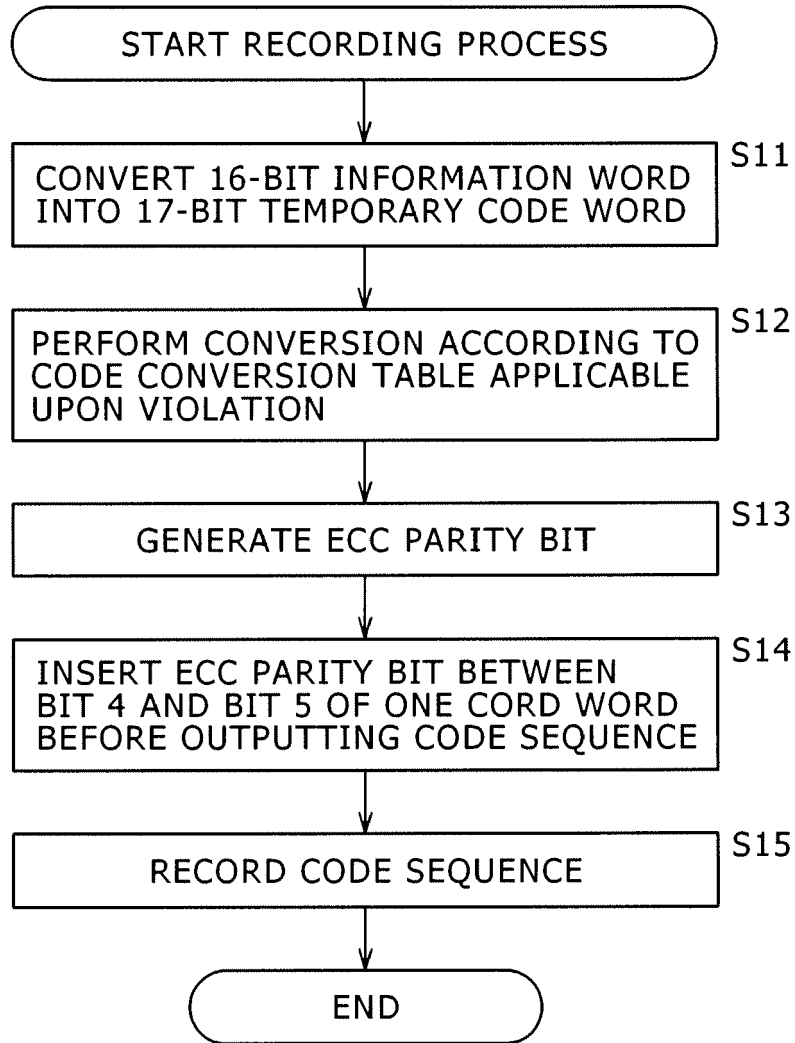 START RECORDING PROCESS
S11
CONVERT 16-BIT INFORMATION WORD
INTO 17-BIT TEMPORARY CODE WORD
S12
PERFORM CONVERSION ACCORDING TO
CODE CONVERSION TABLE APPLICABLE
UPON VIOLATION
S13
GENERATE ECC PARITY BIT
S14
INSERT ECC PARITY BIT BETWEEN
BIT 4 AND BIT 5 OF ONE CORD WORD
BEFORE OUTPUTTING CODE SEQUENCE
S15
RECORD CODE SEQUENCE
END